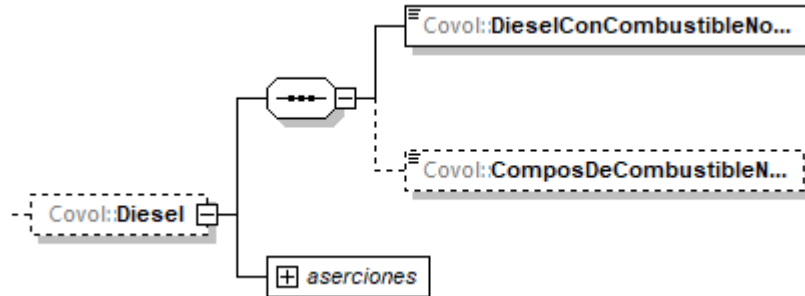 Covol::DieselConCombustibleNo...
Covol::ComposDeCombustibleN...
Covol::Diesel
aserciones